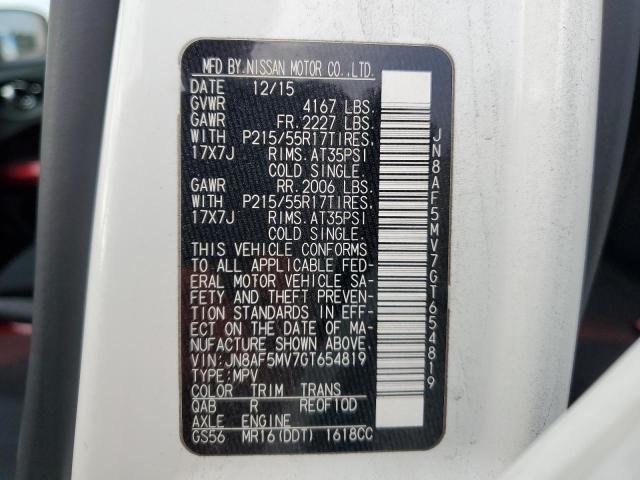 MFD BY NISSAN MOTOR CO.,LTD.
DATE 12/15
GVWR 4167 LBS.
GAWR FR.2227 LBS.
WITH P215/55R17TIRES.
17X7J RIMS.AT35PSI
COLD SINGLE.
GAWR RR.2006 LBS.
WITH P215/55R17TIRES.
17X7J RIMS.AT35PSI
COLD SINGLE.
THIS VEHICLE CONFORMS
TO ALL APPLICABLE FED-
ERAL MOTOR VEHICLE SA-
FETY AND THEFT PREVEN-
TION STANDARDS IN EFF-
ECT ON THE DATE OF MA-
NUFACTURE SHOWN ABOVE.
VIN:JN8AF5MV7GT654819
TYPE:MPV
COLOR TRIM TRANS
QAB R RE0F10D
AXLE ENGINE
GS56 MR16(DDT) 1618CC
JN8AF5MV7GT654819